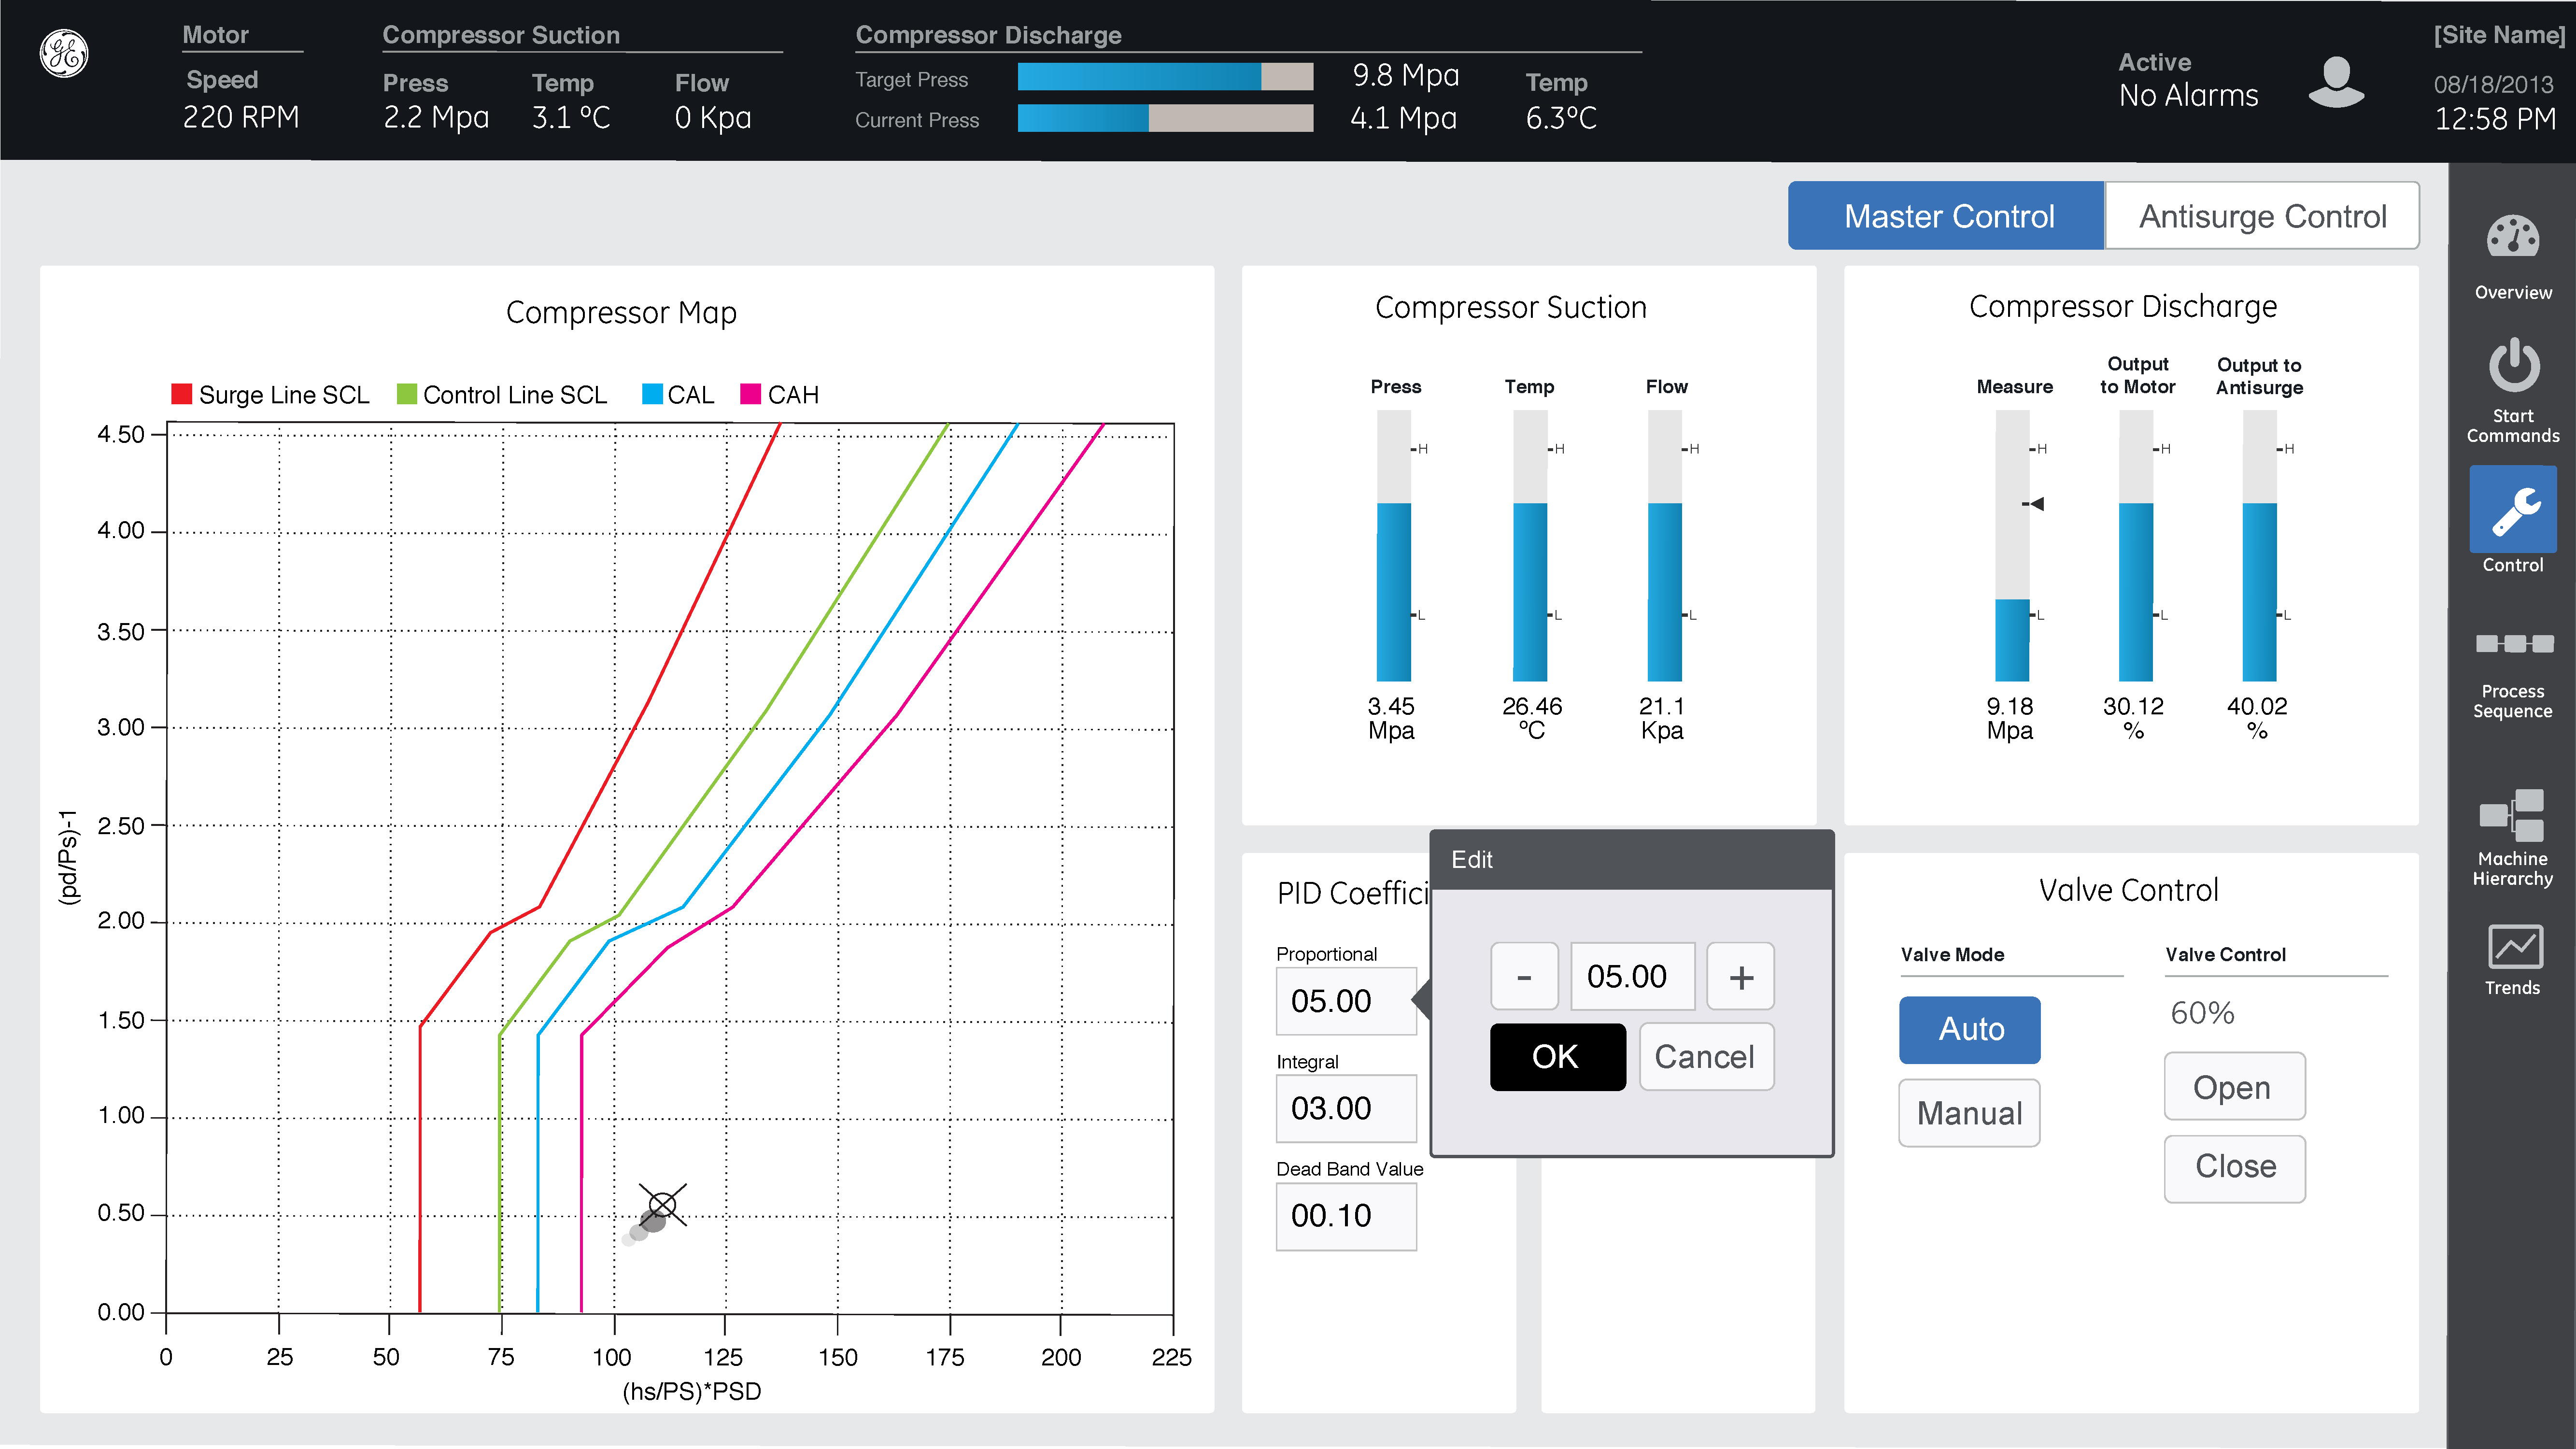 GE
Motor
Speed
220 RPM
Compressor Suction
Press
2.2 Mpa
Temp
3.1 ºC
Flow
0 Kpa
Compressor Discharge
Target Press
9.8 Mpa
Current Press
4.1 Mpa
Temp
6.3ºC
Active
No Alarms
[Site Name]
08/18/2013
12:58 PM
Master Control
Antisurge Control
Compressor Map
Surge Line SCL
Control Line SCL
CAL
CAH
4.50
4.00
3.50
3.00
2.50
2.00
1.50
1.00
0.50
0.00
(pd/Ps)-1
0 25 50 75 100 125 150 175 200 225
(hs/PS)*PSD
Compressor Suction
Press Temp Flow
H H H
L L L
3.45 26.46 21.1
Mpa ºC Kpa
Compressor Discharge
Measure
Output
to Motor
Output to
Antisurge
H H H
L L L
9.18 30.12 40.02
Mpa % %
PID Coeffici
Proportional
05.00
Integral
03.00
Dead Band Value
00.10
Edit
- 05.00 +
OK Cancel
Valve Control
Valve Mode
Auto
Manual
Valve Control
60%
Open
Close
Overview
Start
Commands
Control
Process
Sequence
Machine
Hierarchy
Trends